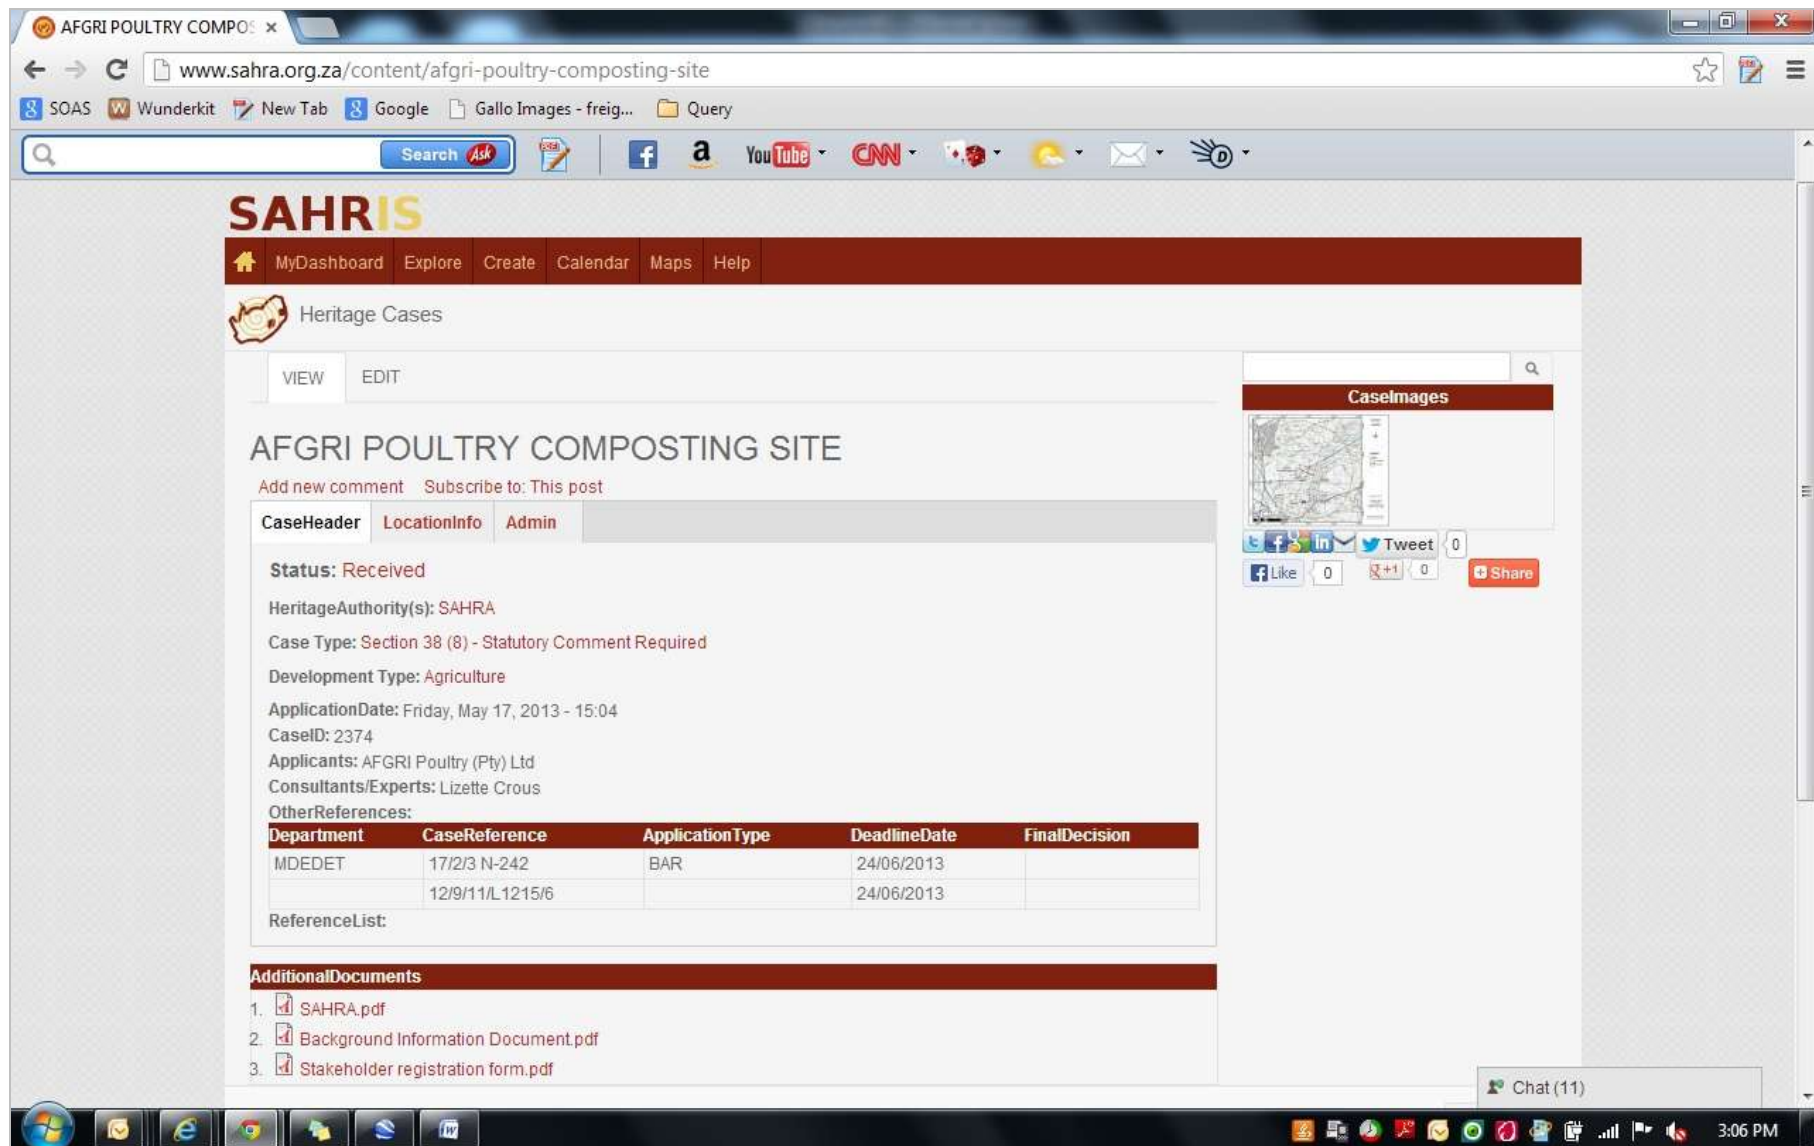 AFGRI POULTRY COMPOS
www.sahra.org.za/content/afgri-poultry-composting-site
SOAS Wunderkit New Tab Google Gallo Images - freig... Query
Search Ask a YouTube CNN D
SAHRIS
MyDashboard Explore Create Calendar Maps Help
Heritage Cases
VIEW EDIT
CaseImages
AFGRI POULTRY COMPOSTING SITE
Add new comment Subscribe to: This post
CaseHeader LocationInfo Admin
Tweet 0
Like 0 +1 0 Share
Status: Received
HeritageAuthority(s): SAHRA
Case Type: Section 38 (8) - Statutory Comment Required
Development Type: Agriculture
ApplicationDate: Friday, May 17, 2013 - 15:04
CaseID: 2374
Applicants: AFGRI Poultry (Pty) Ltd
Consultants/Experts: Lizette Crous
OtherReferences:
Department CaseReference ApplicationType DeadlineDate FinalDecision
MDEDET 17/2/3 N-242 BAR 24/06/2013
12/9/11/L1215/6 24/06/2013
ReferenceList:
AdditionalDocuments
1. SAHRA.pdf
2. Background Information Document.pdf
3. Stakeholder registration form.pdf
Chat (11)
3:06 PM